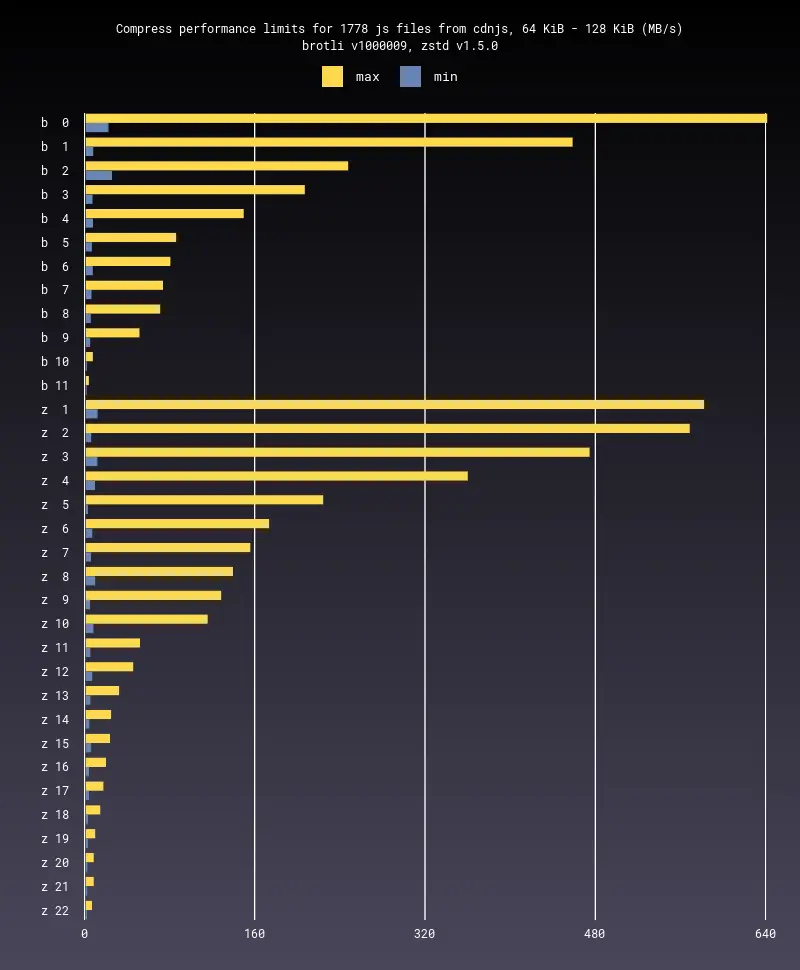 Compress performance limits for 1778 js files from cdnjs, 64 KiB - 128 KiB (MB/s)
brotli v1000009, zstd v1.5.0
max min
b 0
b 1
b 2
b 3
b 4
b 5
b 6
b 7
b 8
b 9
b 10
b 11
z 1
z 2
z 3
z 4
z 5
z 6
z 7
z 8
z 9
z 10
z 11
z 12
z 13
z 14
z 15
z 16
z 17
z 18
z 19
z 20
z 21
z 22
0 160 320 480 640